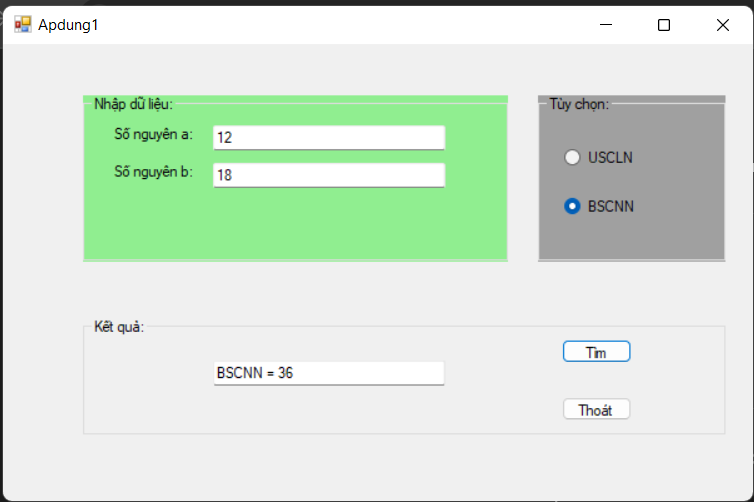 Apdung1
Nhập dữ liệu:
Số nguyên a: 12
Số nguyên b: 18
Tùy chọn:
USCLN
BSCNN
Kết quả:
BSCNN = 36
Tìm
Thoát